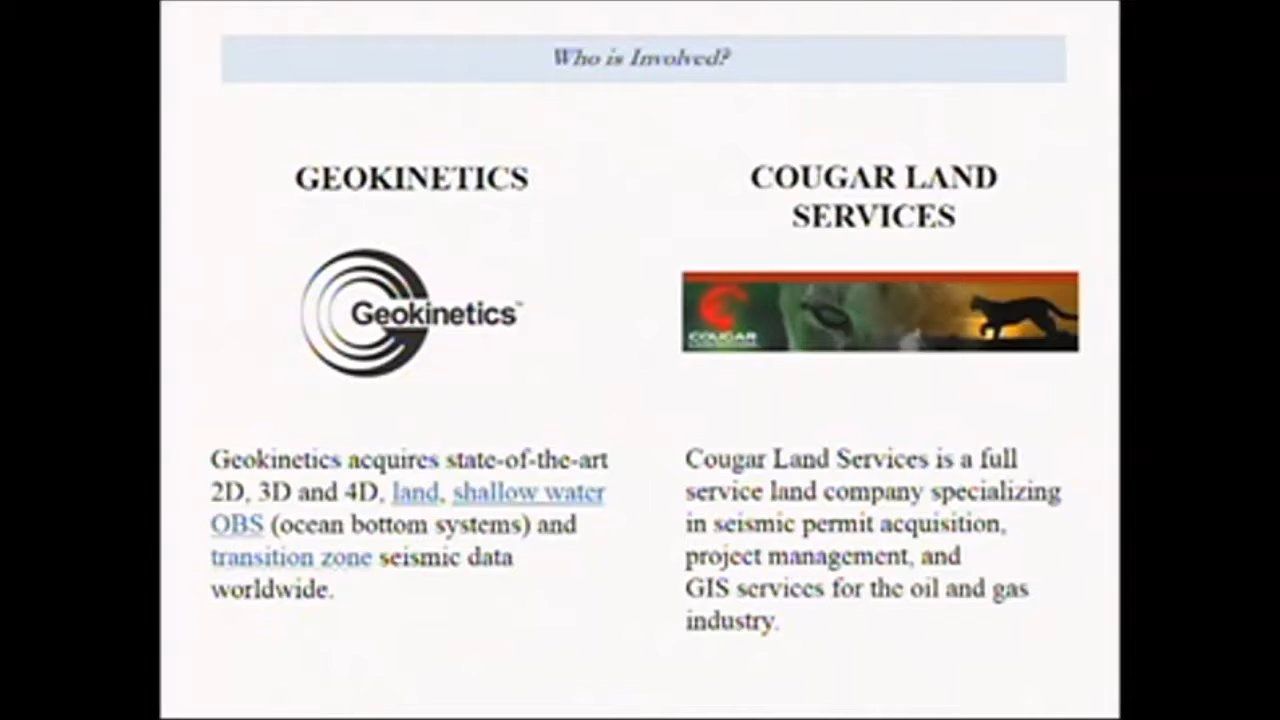 Who is Involved?
GEOKINETICS
Geokinetics™
Geokinetics acquires state-of-the-art
2D, 3D and 4D, land, shallow water
OBS (ocean bottom systems) and
transition zone seismic data
worldwide.
COUGAR LAND
SERVICES
COUGAR
Cougar Land Services is a full
service land company specializing
in seismic permit acquisition,
project management, and
GIS services for the oil and gas
industry.